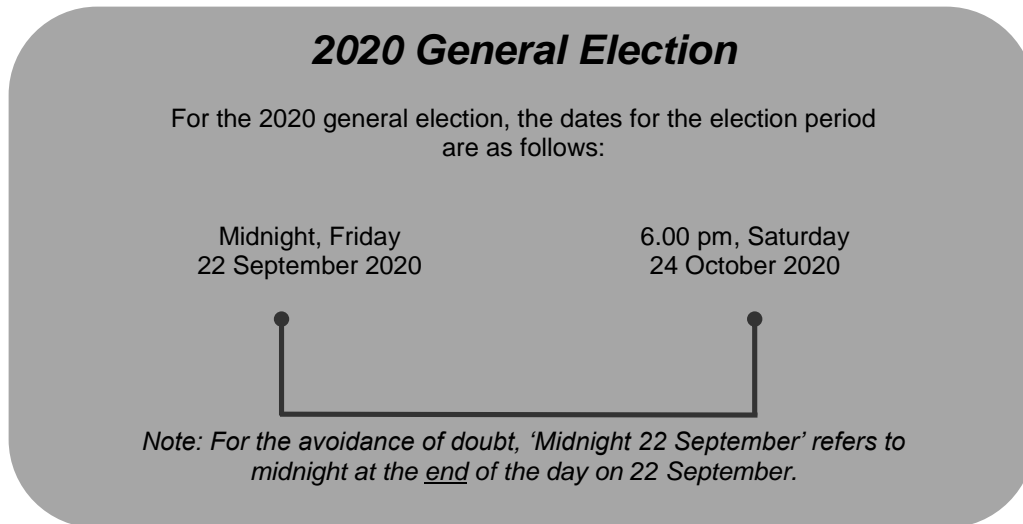 2020 General Election
For the 2020 general election, the dates for the election period
are as follows:
Midnight, Friday
22 September 2020
6.00 pm, Saturday
24 October 2020
Note: For the avoidance of doubt, ‘Midnight 22 September’ refers to
midnight at the end of the day on 22 September.